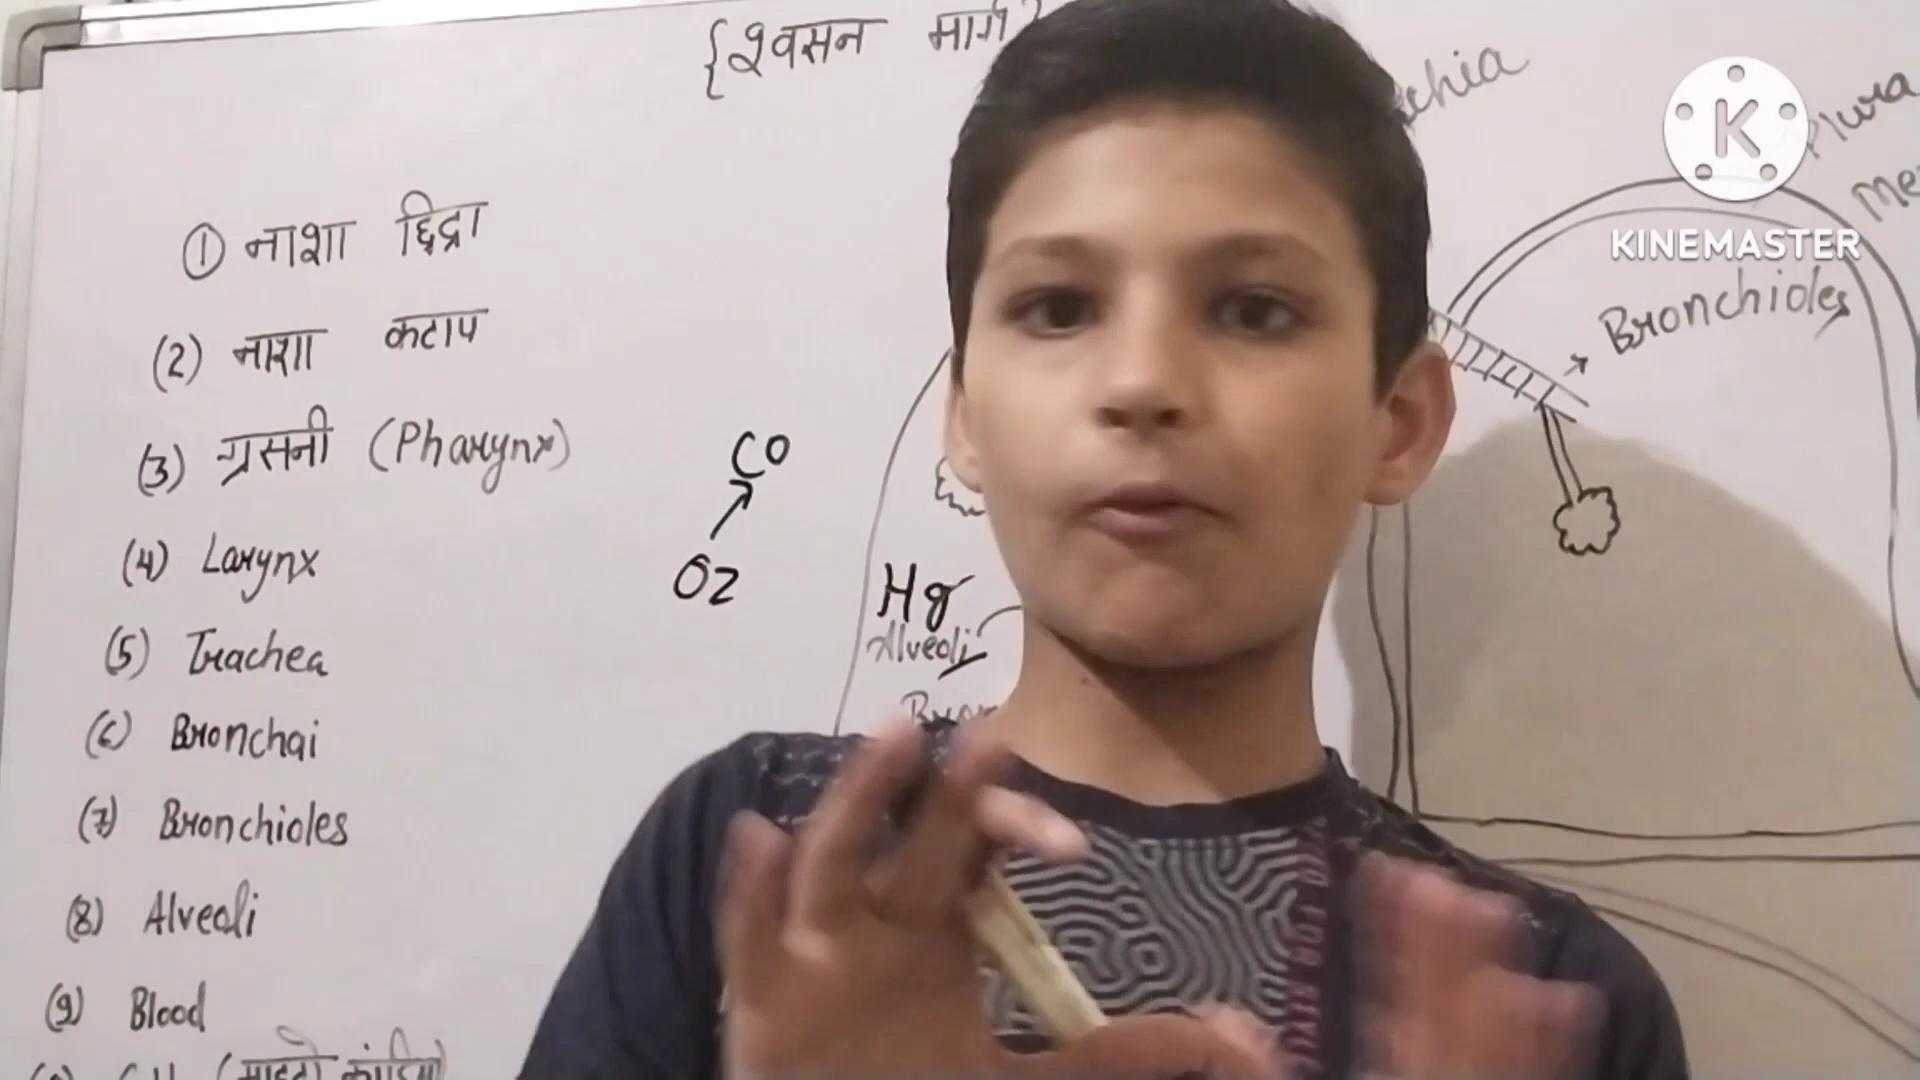 {श्वसन मार्ग}
① नाशा छिद्रा
(2) नाशा कटाप
(3) ग्रसनी (Pharynx)
(4) Larynx
(5) Trachea
(6) Bronchai
(7) Bronchioles
(8) Alveoli
(9) Blood
CO
O2
Hg
Alveoli
Plura
Bronchioles
KINEMASTER